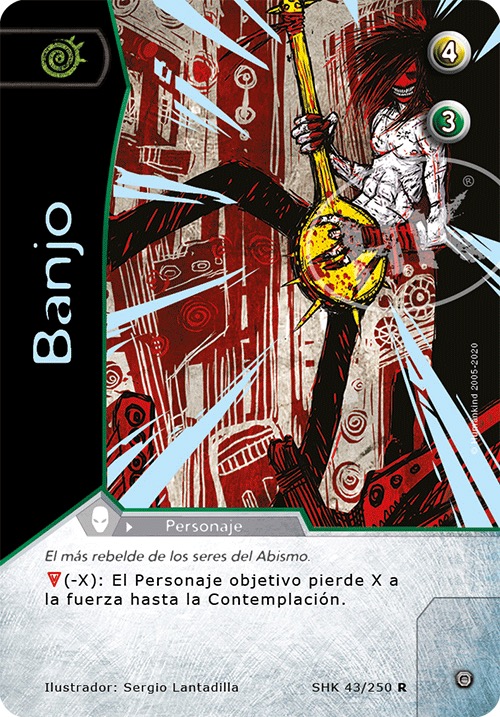 4
3
Banjo
®
© Humankind 2005-2020
Personaje
El más rebelde de los seres del Abismo.
(-X): El Personaje objetivo pierde X a
la fuerza hasta la Contemplación.
Ilustrador: Sergio Lantadilla
SHK 43/250 R